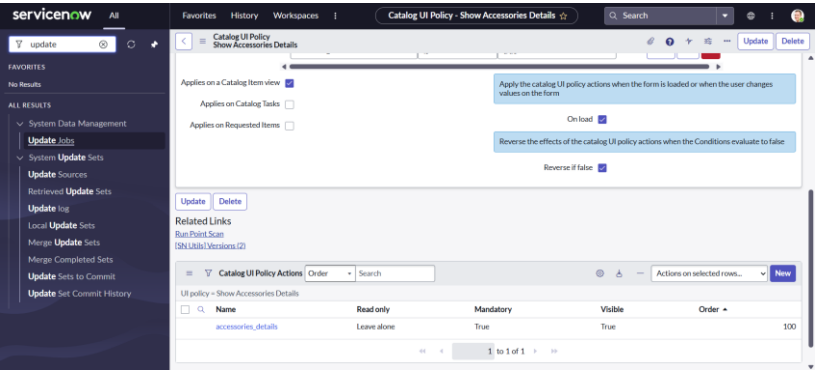 servicenow All Favorites History Workspaces Catalog UI Policy - Show Accessories Details Search
update
FAVORITES
No Results
ALL RESULTS
System Data Management
Update Jobs
System Update Sets
Update Sources
Retrieved Update Sets
Update log
Local Update Sets
Merge Update Sets
Merge Completed Sets
Update Sets to Commit
Update Set Commit History
Catalog UI Policy
Show Accessories Details
Update Delete
Applies on a Catalog Item view
Applies on Catalog Tasks
Applies on Requested Items
Apply the catalog UI policy actions when the form is loaded or when the user changes
values on the form
On load
Reverse the effects of the catalog UI policy actions when the Conditions evaluate to false
Reverse if false
Update Delete
Related Links
Run Point Scan
[SN Utils] Versions (2)
Catalog UI Policy Actions Order Search Actions on selected rows... New
UI policy = Show Accessories Details
Name Read only Mandatory Visible Order
accessories_details Leave alone True True 100
1 to 1 of 1